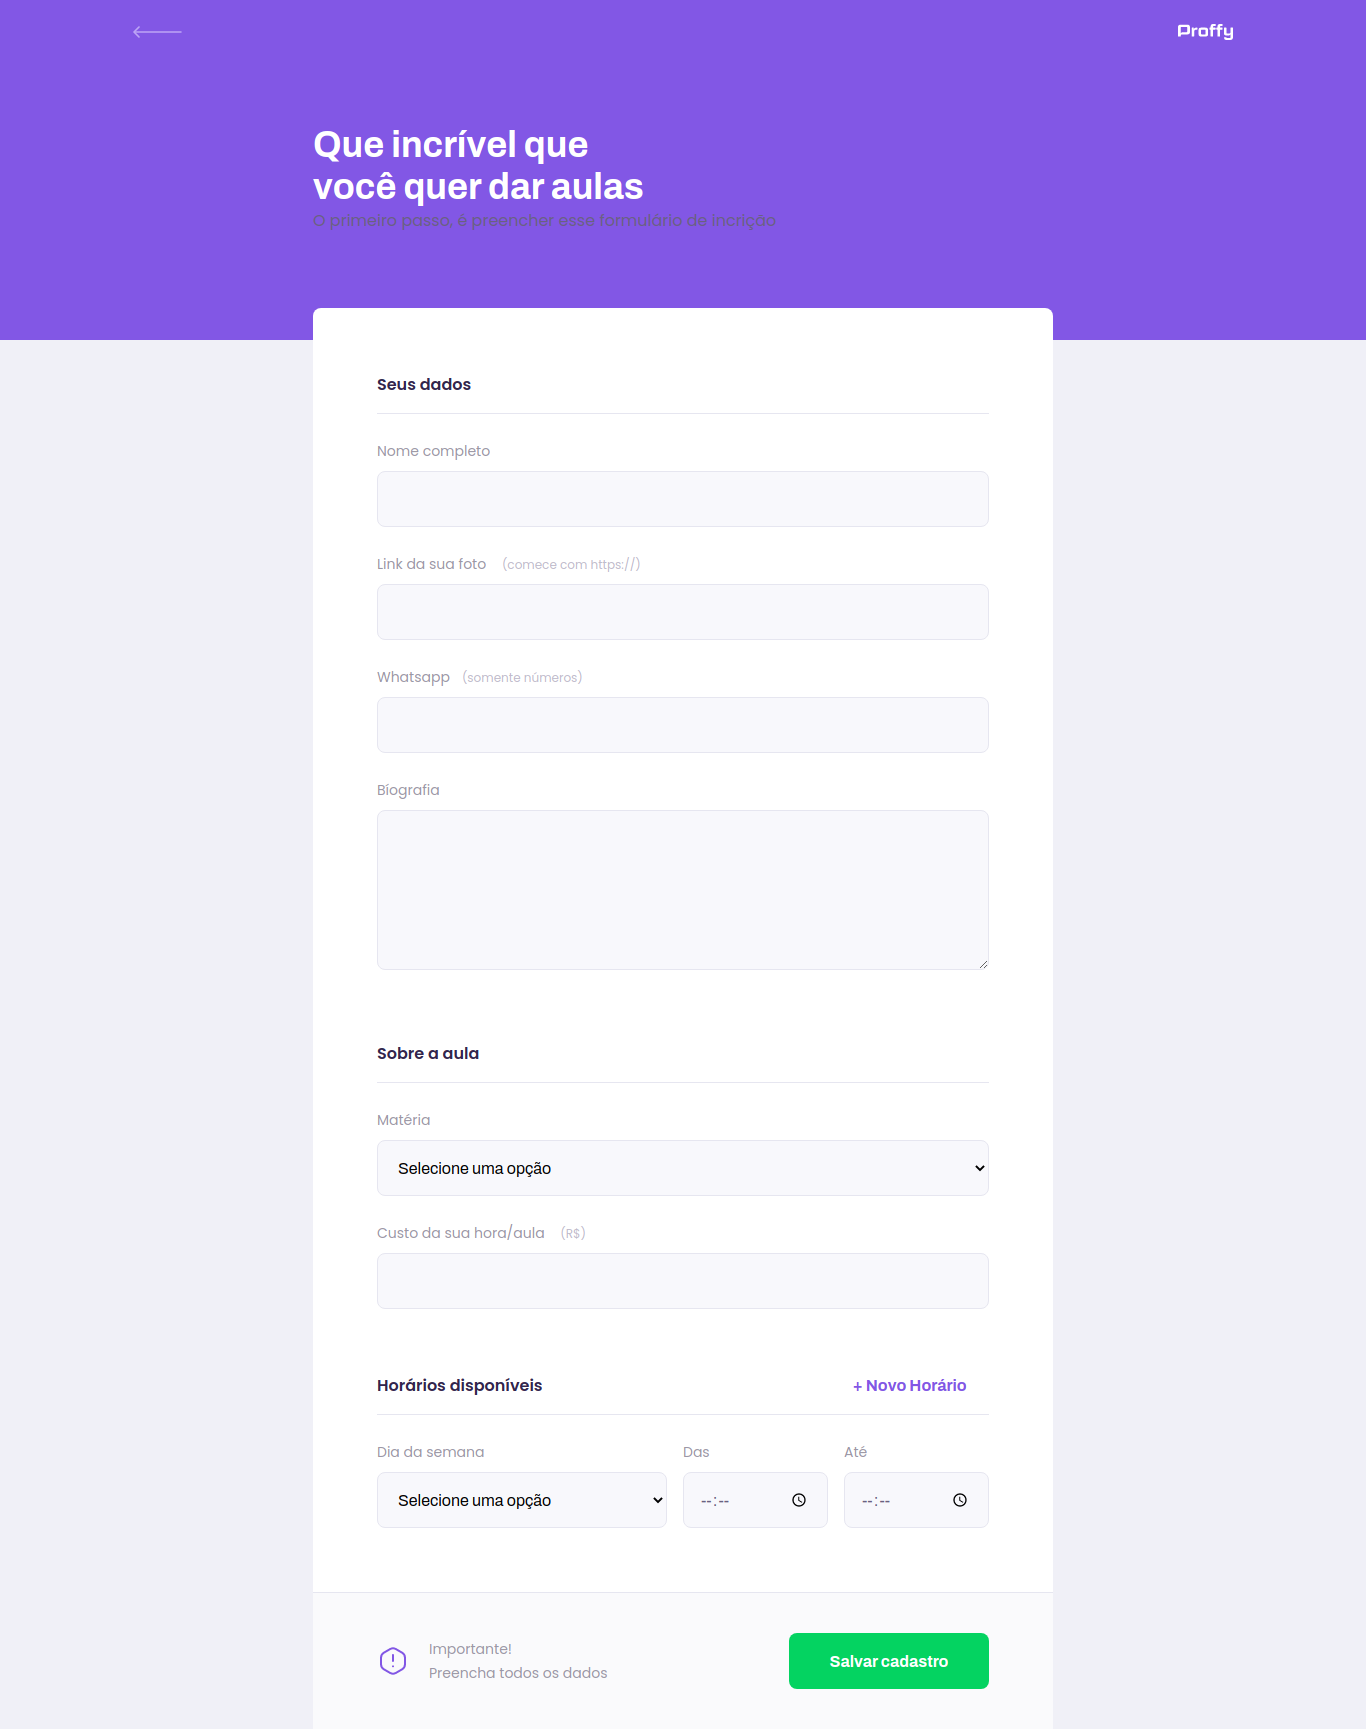 Proffy
Que incrível que
você quer dar aulas
O primeiro passo, é preencher esse formulário de incrição
Seus dados
Nome completo
Link da sua foto (comece com https://)
Whatsapp (somente números)
Bíografia
Sobre a aula
Matéria
Selecione uma opção
Custo da sua hora/aula (R$)
Horários disponíveis + Novo Horário
Dia da semana Das Até
Selecione uma opção --:-- --:--
Importante!
Preencha todos os dados
Salvar cadastro